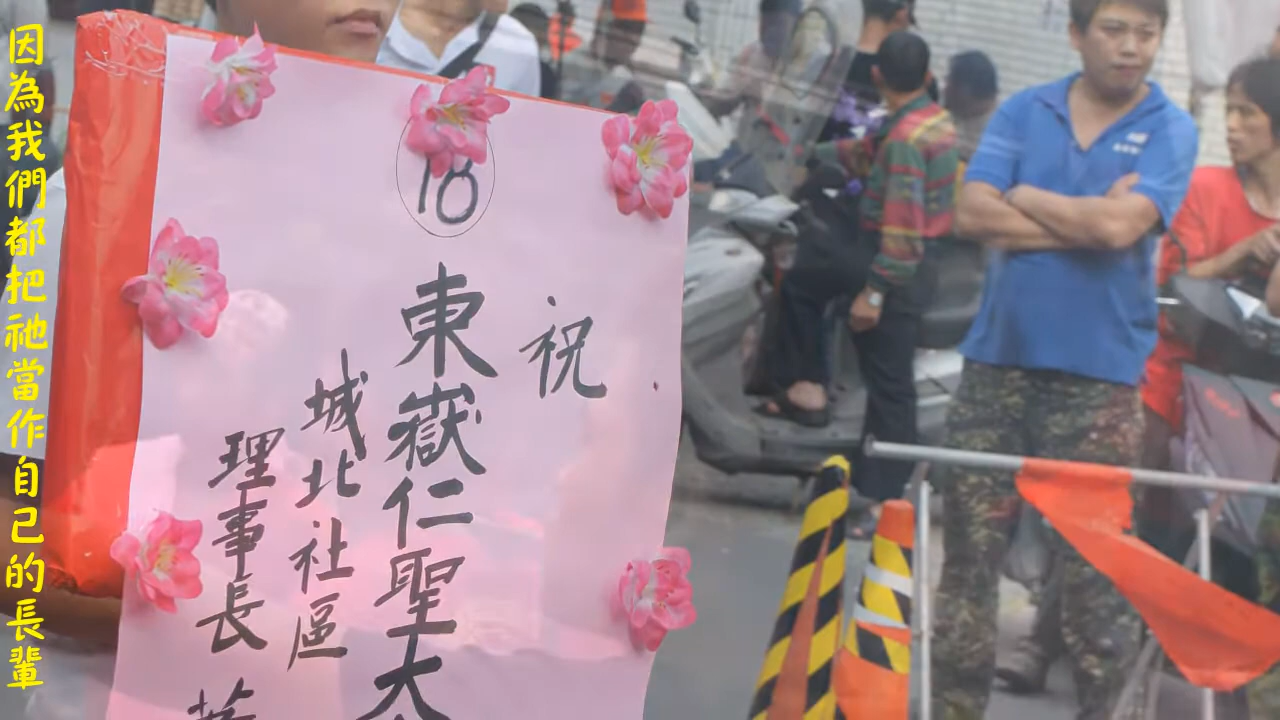 因為我們都把祂當作自己的長輩
18
祝
東嶽仁聖大
城北社區
理事長